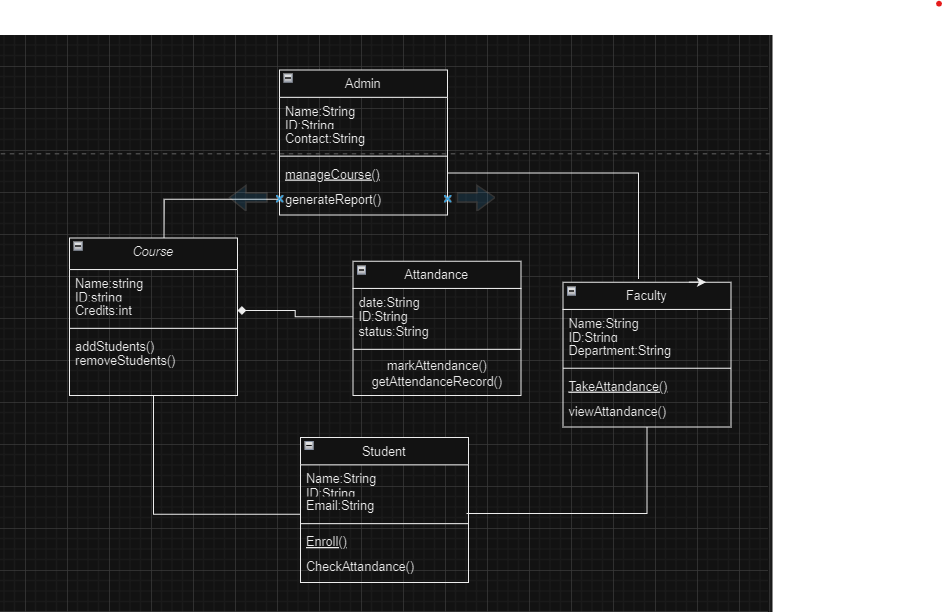 Admin
Name:String
ID:String
Contact:String
manageCourse()
generateReport()
Course
Name:string
ID:string
Credits:int
addStudents()
removeStudents()
Attandance
date:String
ID:String
status:String
markAttendance()
getAttendanceRecord()
Faculty
Name:String
ID:String
Department:String
TakeAttandance()
viewAttandance()
Student
Name:String
ID:String
Email:String
Enroll()
CheckAttandance()